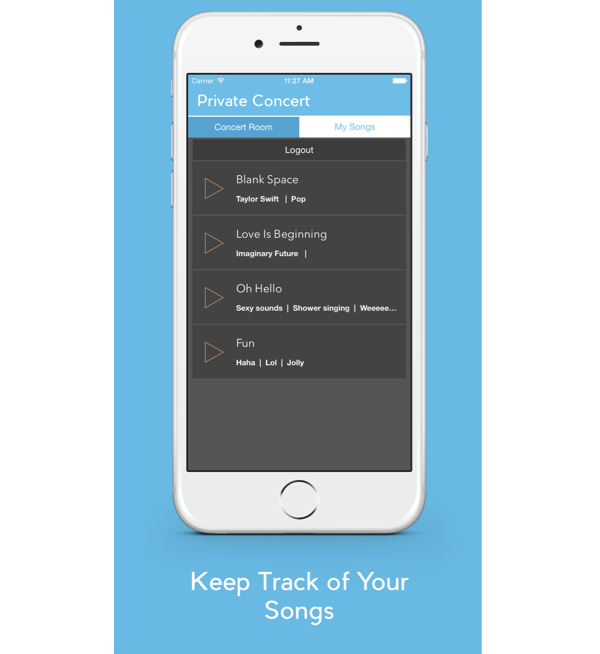 Carrier 11:27 AM
Private Concert
Concert Room My Songs
Logout
Blank Space
Taylor Swift | Pop
Love Is Beginning
Imaginary Future |
Oh Hello
Sexy sounds | Shower singing | Weeeee...
Fun
Haha | Lol | Jolly
Keep Track of Your
Songs